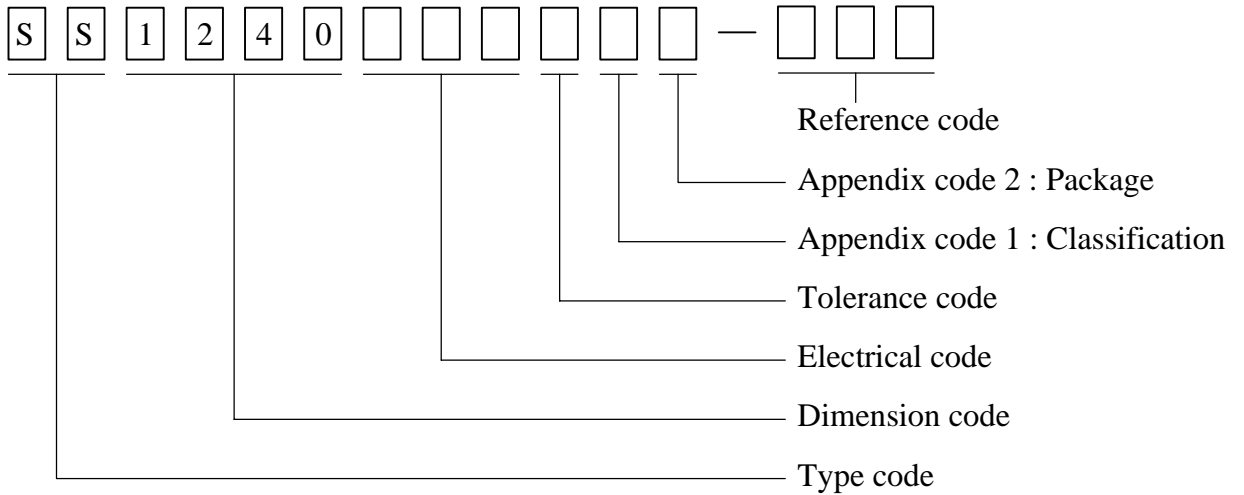 S S 1 2 4 0 □ □ □ □ □ □ — □ □ □
Reference code
Appendix code 2 : Package
Appendix code 1 : Classification
Tolerance code
Electrical code
Dimension code
Type code